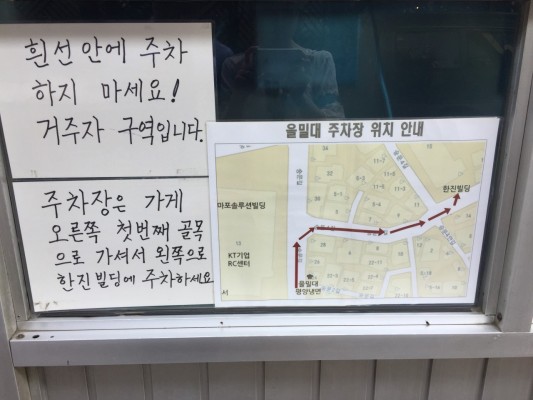 흰선 안에 주차
하지 마세요!
거주자 구역입니다.
주차장은 가게
오른쪽 첫번째 골목
으로 가셔서 왼쪽으로
한진빌딩에 주차하세요
을밀대 주차장 위치 안내
한진빌딩
마포솔루션빌딩
KT기업
RC센터
을밀대
평양냉면